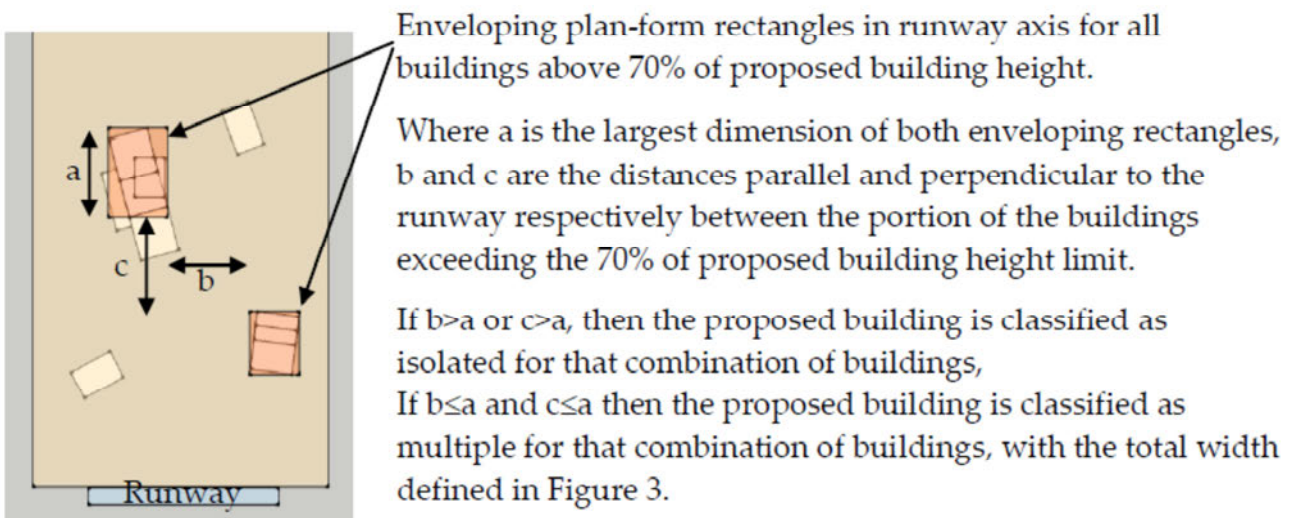 Enveloping plan-form rectangles in runway axis for all
buildings above 70% of proposed building height.
Where a is the largest dimension of both enveloping rectangles,
b and c are the distances parallel and perpendicular to the
runway respectively between the portion of the buildings
exceeding the 70% of proposed building height limit.
If b>a or c>a, then the proposed building is classified as
isolated for that combination of buildings,
If b≤a and c≤a then the proposed building is classified as
multiple for that combination of buildings, with the total width
defined in Figure 3.
a
c
b
Runway